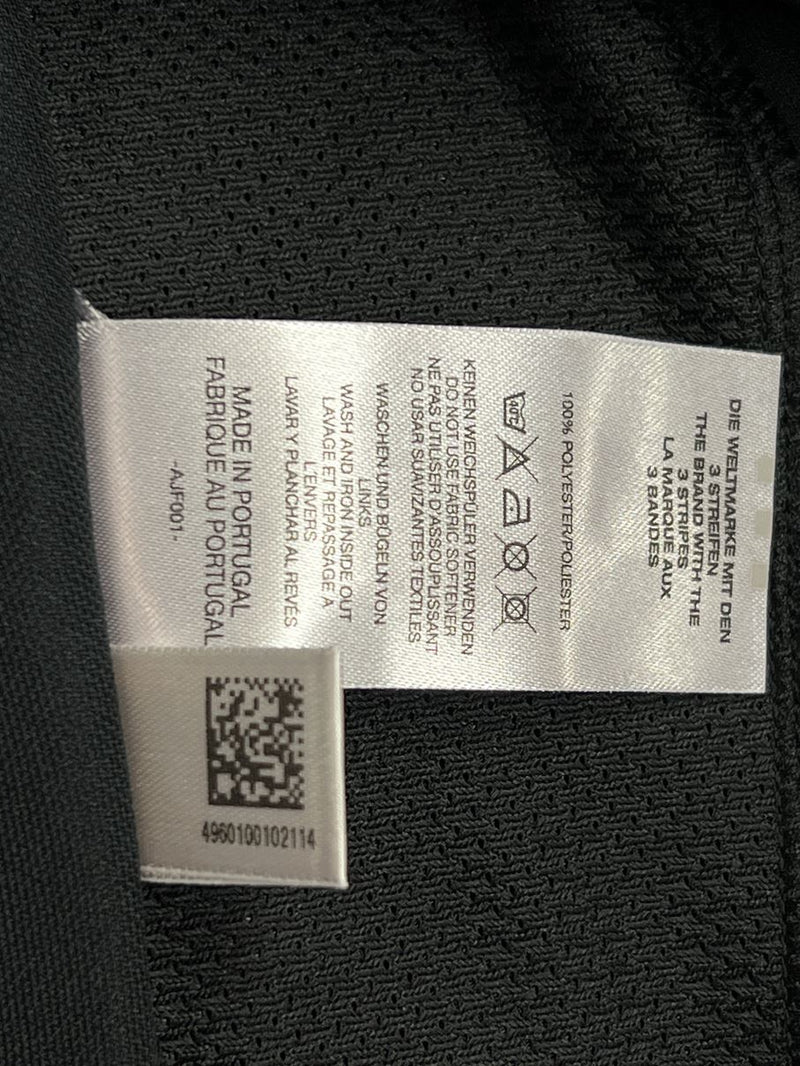 DIE WELTMARKE MIT DEN
3 STREIFEN
THE BRAND WITH THE
3 STRIPES
LA MARQUE AUX
3 BANDES
100% POLYESTER/POLIESTER
40°
KEINEN WEICHSPÜLER VERWENDEN
DO NOT USE FABRIC SOFTENER
NE PAS UTILISER D'ASSOUPLISSANT
NO USAR SUAVIZANTES TEXTILES
WASCHEN UND BÜGELN VON
LINKS
WASH AND IRON INSIDE OUT
LAVAGE ET REPASSAGE A
L'ENVERS
LAVAR Y PLANCHAR AL REVÉS
MADE IN PORTUGAL
FABRIQUE AU PORTUGAL
-AJF001-
4960100102114